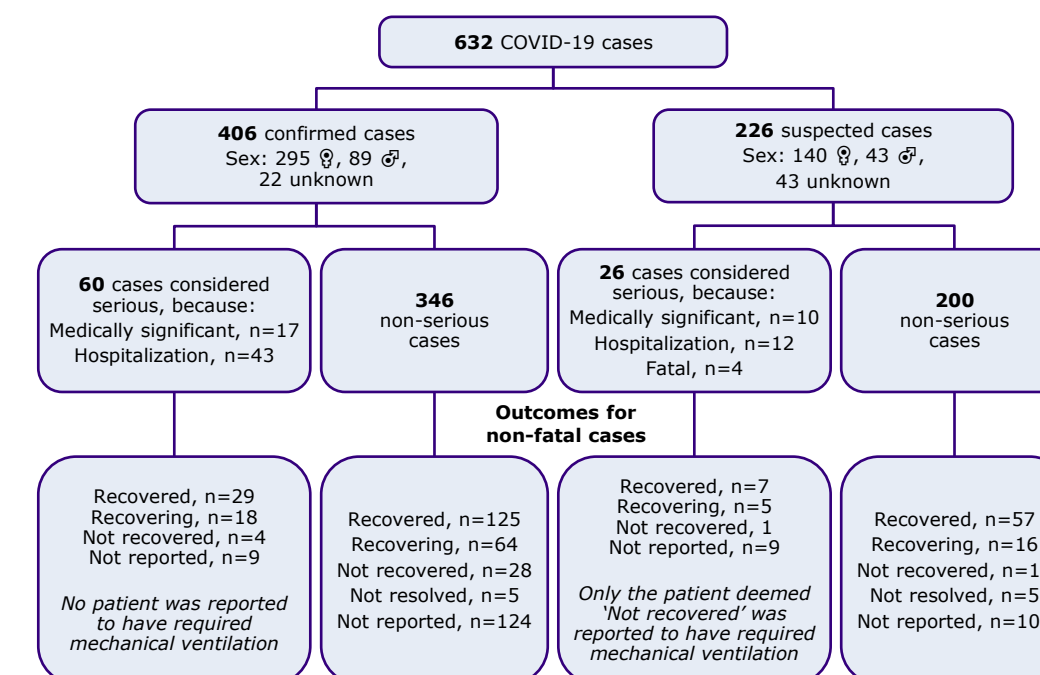 632 COVID-19 cases
406 confirmed cases
Sex: 295 ♀, 89 ♂,
22 unknown
226 suspected cases
Sex: 140 ♀, 43 ♂,
43 unknown
60 cases considered
serious, because:
Medically significant, n=17
Hospitalization, n=43
346
non-serious
cases
26 cases considered
serious, because:
Medically significant, n=10
Hospitalization, n=12
Fatal, n=4
200
non-serious
cases
Outcomes for
non-fatal cases
Recovered, n=29
Recovering, n=18
Not recovered, n=4
Not reported, n=9
No patient was reported
to have required
mechanical ventilation
Recovered, n=125
Recovering, n=64
Not recovered, n=28
Not resolved, n=5
Not reported, n=124
Recovered, n=7
Recovering, n=5
Not recovered, 1
Not reported, n=9
Only the patient deemed
‘Not recovered’ was
reported to have required
mechanical ventilation
Recovered, n=57
Recovering, n=16
Not recovered,
Not resolved, n=5
Not reported,